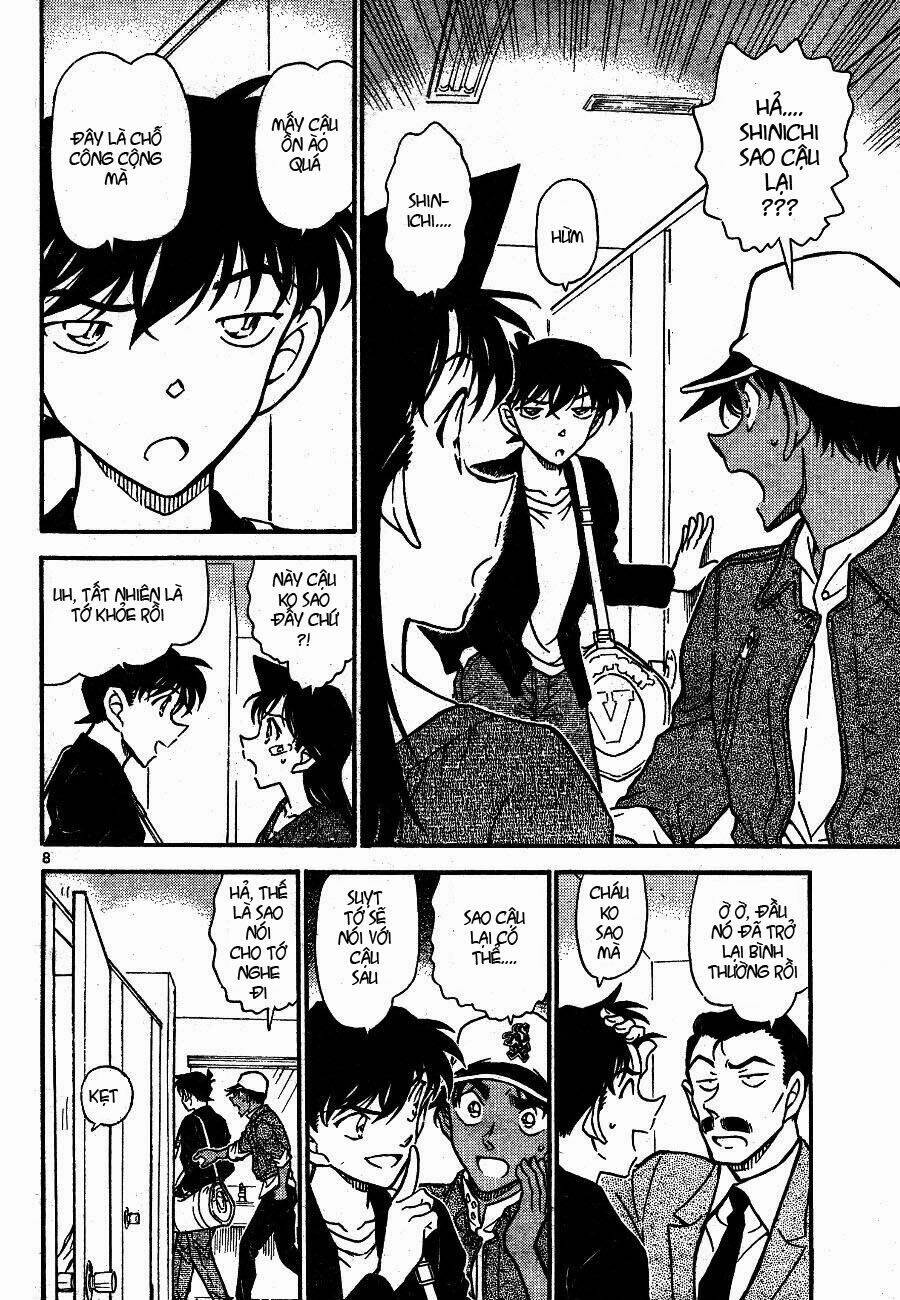 HẢ....
SHINICHI
SAO CẬU
LẠI
???
HỪM
SHIN-
ICHI....
MẤY CẬU
ỒN ÀO
QUÁ
ĐÂY LÀ CHỖ
CÔNG CỘNG
MÀ
NÀY CẬU
KO SAO
ĐẤY CHỨ
?!
UH, TẤT NHIÊN LÀ
TỚ KHỎE RỒI
8
Ờ Ờ, ĐẦU
NÓ ĐÃ TRỞ
LẠI BÌNH
THƯỜNG RỒI
CHÁU
KO
SAO
MÀ
SAO CẬU
LẠI CÓ
THỂ....
SUYT
TỚ SẼ
NÓI VỚI
CẬU
SAU
HẢ, THẾ
LÀ SAO
NÓI
CHO TỚ
NGHE
ĐI
KẸT
V